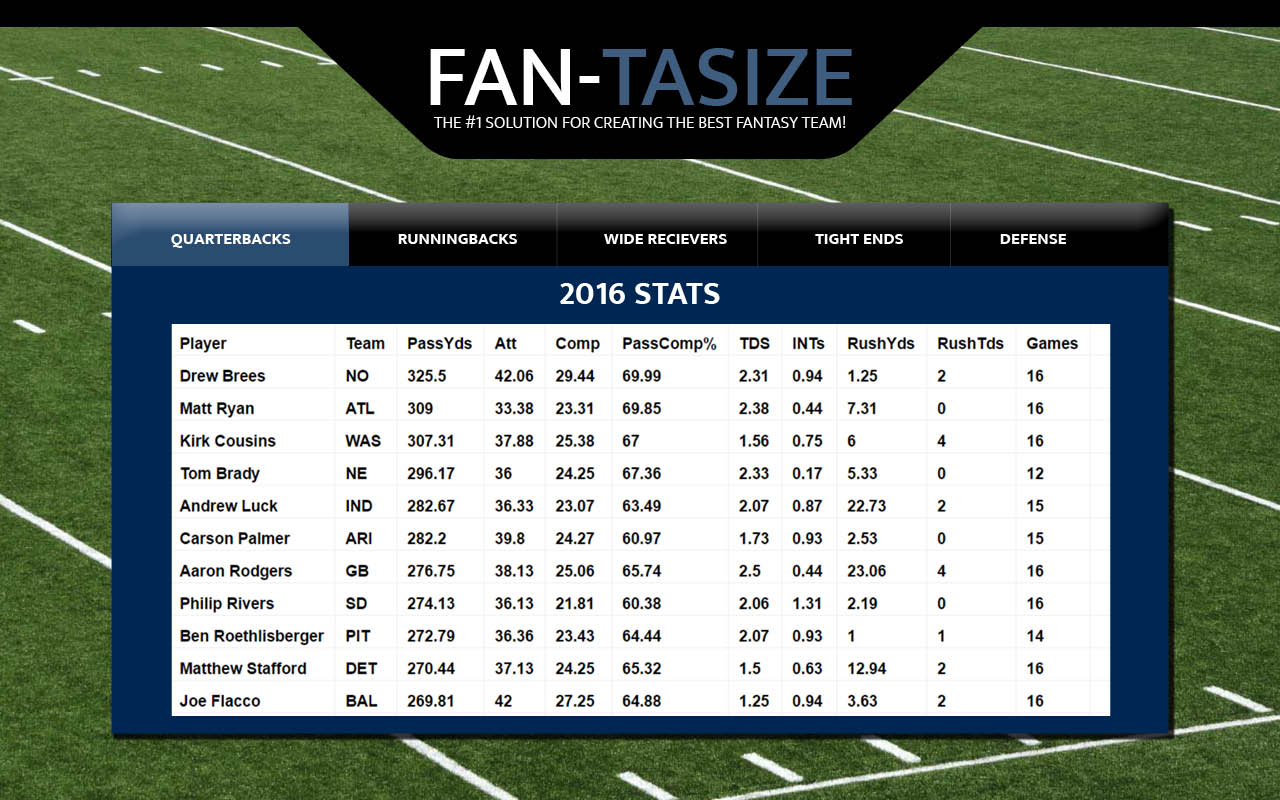 FAN-TASIZE
THE #1 SOLUTION FOR CREATING THE BEST FANTASY TEAM!
QUARTERBACKS RUNNINGBACKS WIDE RECIEVERS TIGHT ENDS DEFENSE
2016 STATS
Player Team PassYds Att Comp PassComp% TDS INTs RushYds RushTds Games
Drew Brees NO 325.5 42.06 29.44 69.99 2.31 0.94 1.25 2 16
Matt Ryan ATL 309 33.38 23.31 69.85 2.38 0.44 7.31 0 16
Kirk Cousins WAS 307.31 37.88 25.38 67 1.56 0.75 6 4 16
Tom Brady NE 296.17 36 24.25 67.36 2.33 0.17 5.33 0 12
Andrew Luck IND 282.67 36.33 23.07 63.49 2.07 0.87 22.73 2 15
Carson Palmer ARI 282.2 39.8 24.27 60.97 1.73 0.93 2.53 0 15
Aaron Rodgers GB 276.75 38.13 25.06 65.74 2.5 0.44 23.06 4 16
Philip Rivers SD 274.13 36.13 21.81 60.38 2.06 1.31 2.19 0 16
Ben Roethlisberger PIT 272.79 36.36 23.43 64.44 2.07 0.93 1 1 14
Matthew Stafford DET 270.44 37.13 24.25 65.32 1.5 0.63 12.94 2 16
Joe Flacco BAL 269.81 42 27.25 64.88 1.25 0.94 3.63 2 16